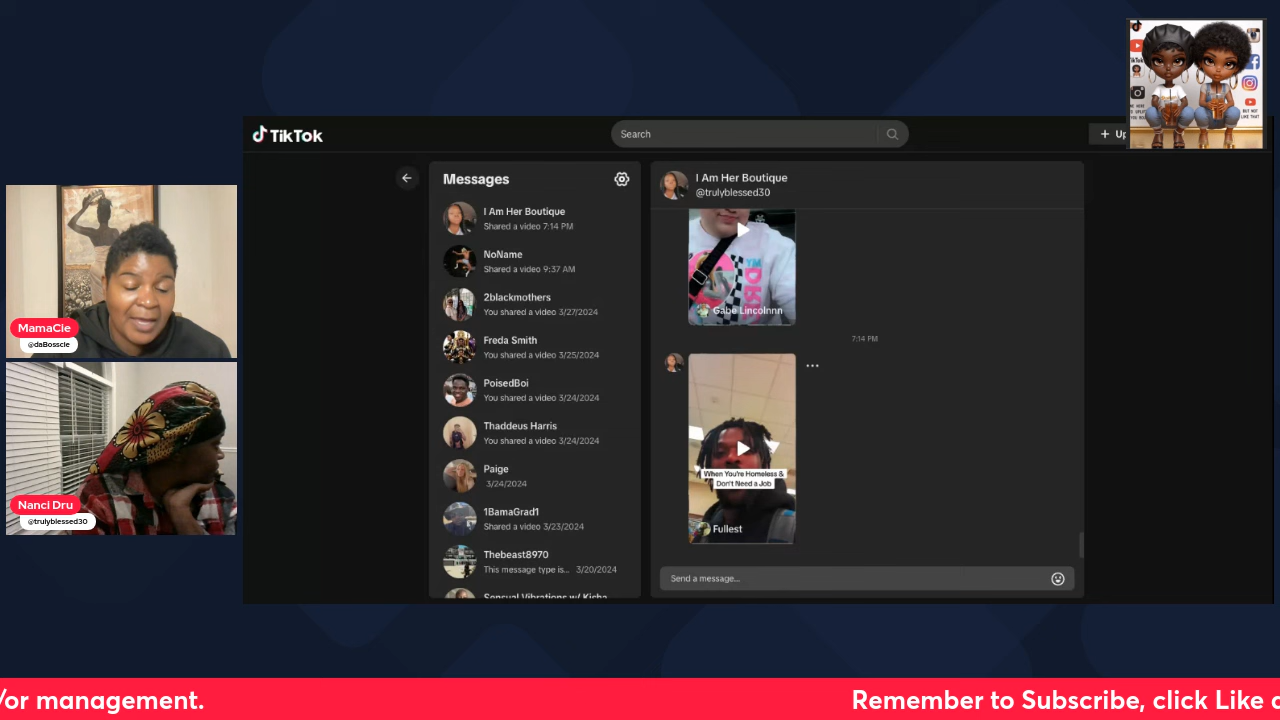 TikTok
Search
+ Up
Messages
I Am Her Boutique
Shared a video 7:14 PM
NoName
Shared a video 9:37 AM
2blackmothers
You shared a video 3/27/2024
Freda Smith
You shared a video 3/25/2024
PoisedBoi
You shared a video 3/24/2024
Thaddeus Harris
You shared a video 3/24/2024
Paige
3/24/2024
1BamaGrad1
Shared a video 3/23/2024
Thebeast8970
This message type is... 3/20/2024
Sensual Vibrations w/ Kisha
I Am Her Boutique
@trulyblessed30
Gabe Lincolnnn
7:14 PM
When You're Homeless &
Don't Need a Job
Fullest
Send a message...
MamaCle
@daBosscle
Nanci Dru
@trulyblessed30
/or management.
Remember to Subscribe, click Like